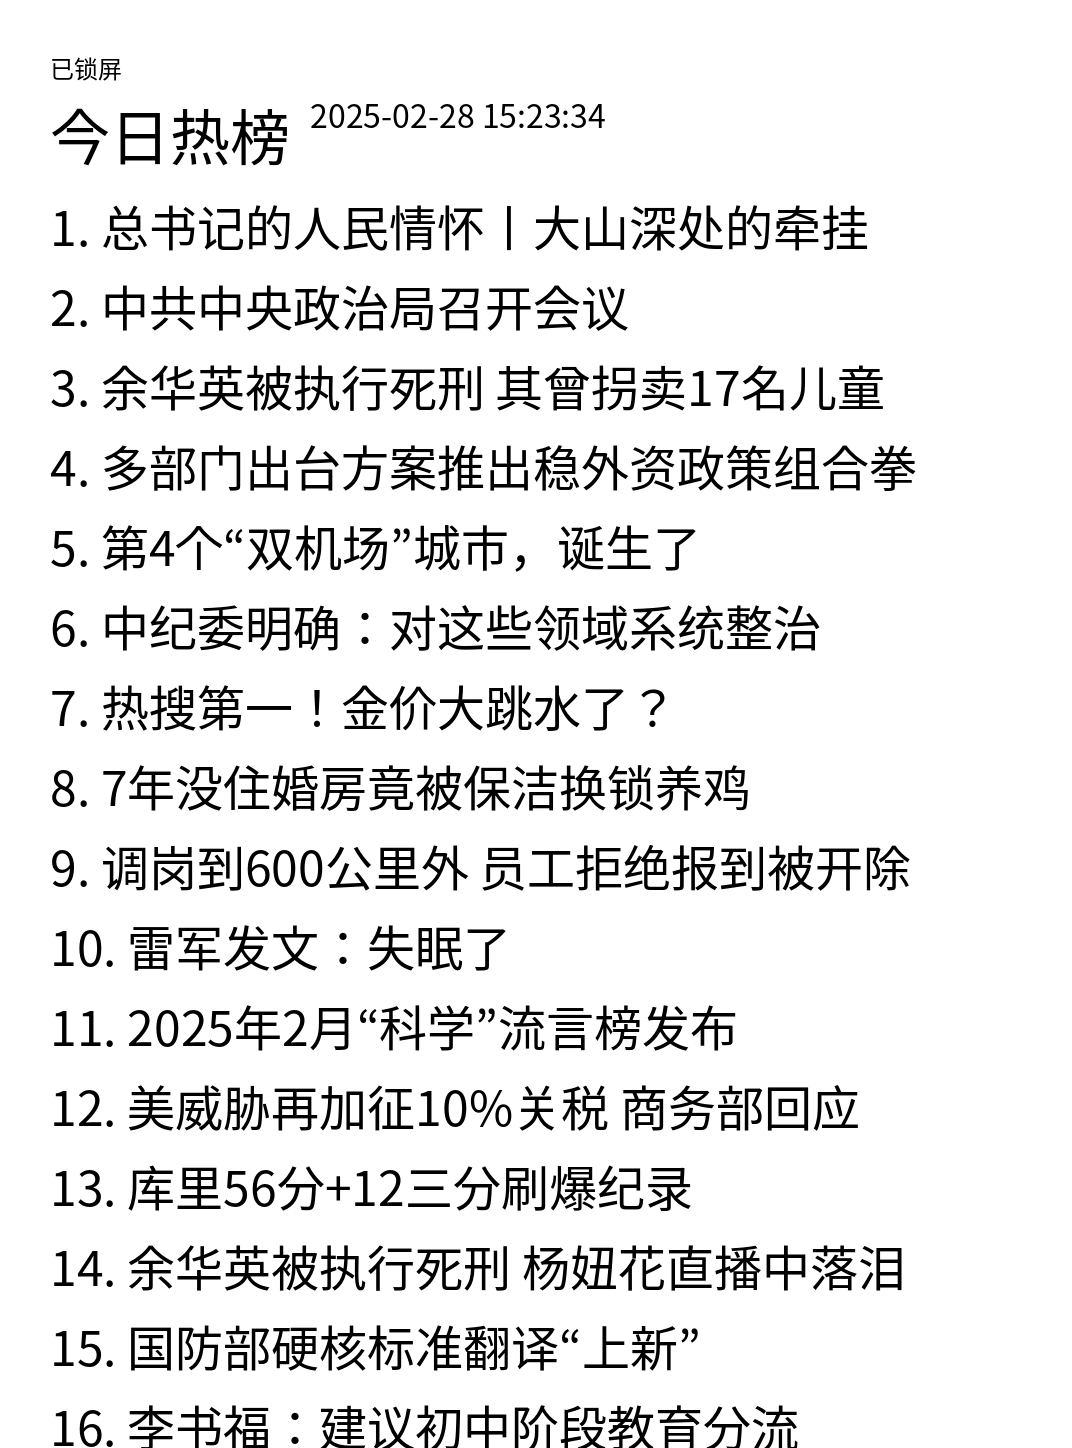 已锁屏
今日热榜 2025-02-28 15:23:34
1. 总书记的人民情怀丨大山深处的牵挂
2. 中共中央政治局召开会议
3. 余华英被执行死刑 其曾拐卖17名儿童
4. 多部门出台方案推出稳外资政策组合拳
5. 第4个“双机场”城市，诞生了
6. 中纪委明确：对这些领域系统整治
7. 热搜第一！金价大跳水了？
8. 7年没住婚房竟被保洁换锁养鸡
9. 调岗到600公里外 员工拒绝报到被开除
10. 雷军发文：失眠了
11. 2025年2月“科学”流言榜发布
12. 美威胁再加征10%关税 商务部回应
13. 库里56分+12三分刷爆纪录
14. 余华英被执行死刑 杨妞花直播中落泪
15. 国防部硬核标准翻译“上新”
16. 李书福：建议初中阶段教育分流